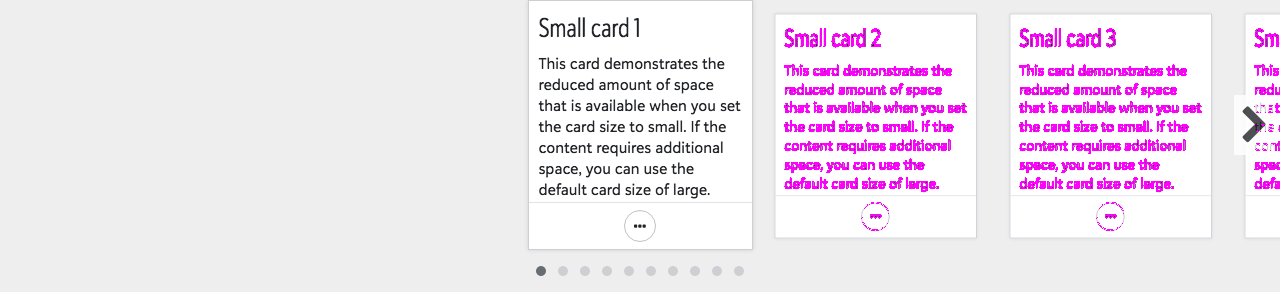 Small card 1
This card demonstrates the
reduced amount of space
that is available when you set
the card size to small. If the
content requires additional
space, you can use the
default card size of large.
Small card 2
This card demonstrates the
reduced amount of space
that is available when you set
the card size to small. If the
content requires additional
space, you can use the
default card size of large.
Small card 3
This card demonstrates the
reduced amount of space
that is available when you set
the card size to small. If the
content requires additional
space, you can use the
default card size of large.